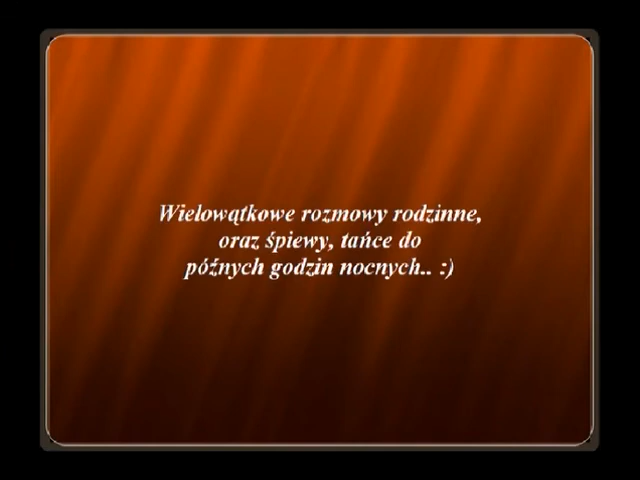 Wielowątkowe rozmowy rodzinne,
oraz śpiewy, tańce do
późnych godzin nocnych.. :)